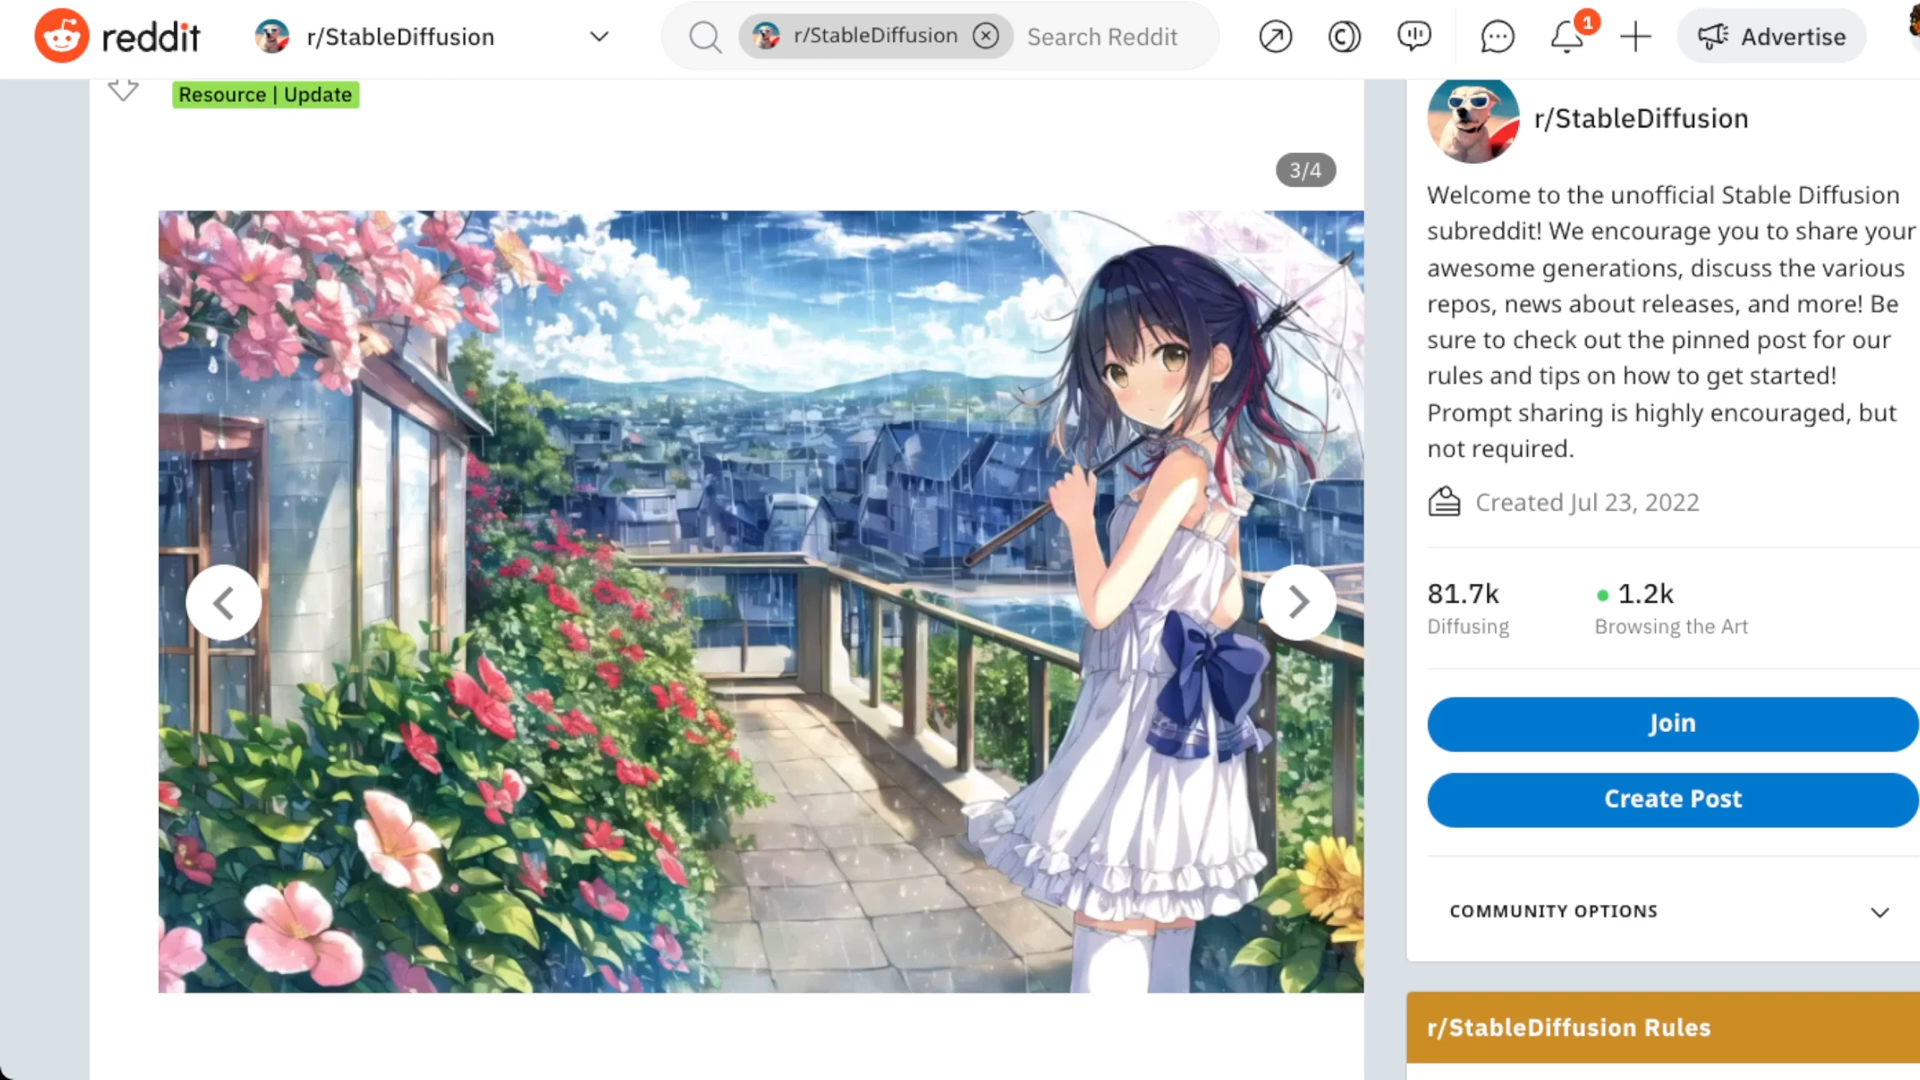 reddit r/StableDiffusion r/StableDiffusion Search Reddit 1 Advertise
Resource | Update
3/4
r/StableDiffusion
Welcome to the unofficial Stable Diffusion
subreddit! We encourage you to share your
awesome generations, discuss the various
repos, news about releases, and more! Be
sure to check out the pinned post for our
rules and tips on how to get started!
Prompt sharing is highly encouraged, but
not required.
Created Jul 23, 2022
81.7k 1.2k
Diffusing Browsing the Art
Join
Create Post
COMMUNITY OPTIONS
r/StableDiffusion Rules